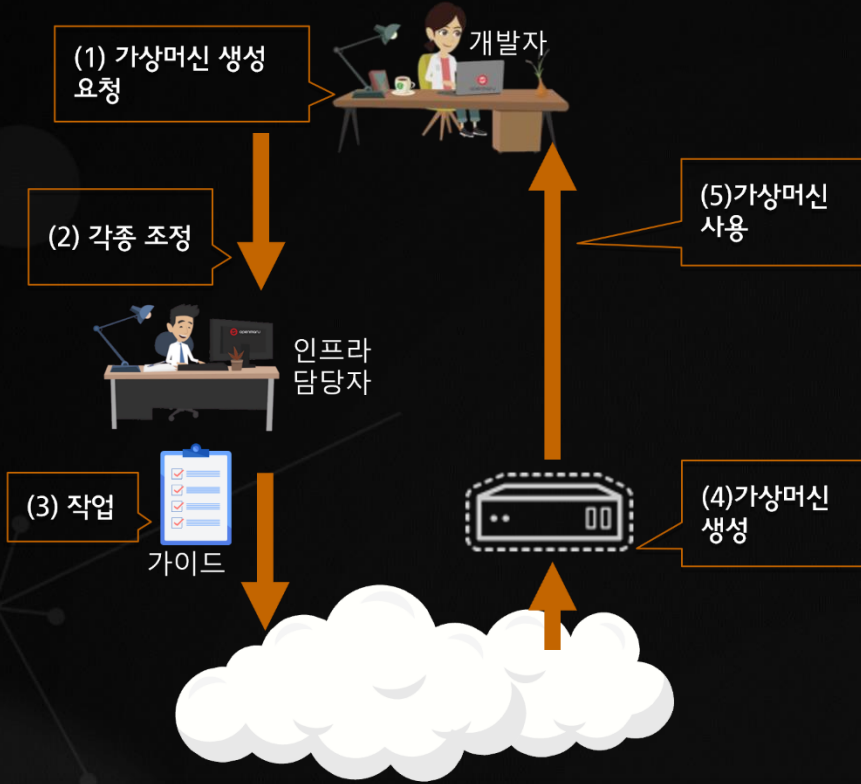 (1) 가상머신 생성
요청
개발자
(2) 각종 조정
(5)가상머신
사용
인프라
담당자
(3) 작업
가이드
(4)가상머신
생성